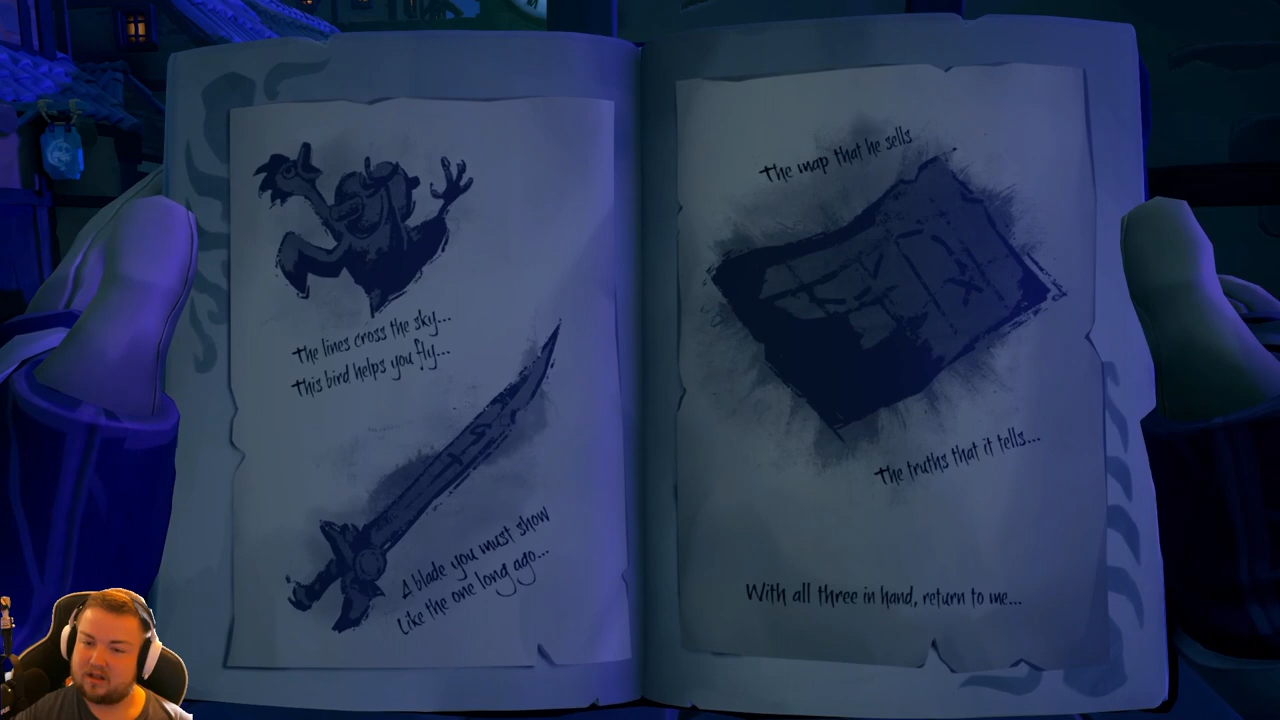 The lines cross the sky...
This bird helps you fly...
A blade you must show
Like the one long ago...
The map that he sells
The truths that it tells...
With all three in hand, return to me...